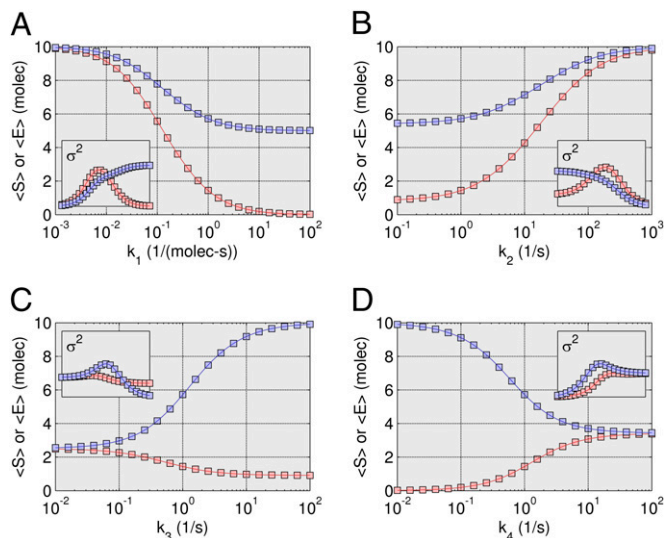 A
B
<S> or <E> (molec)
10
8
6
4
2
0
σ²
10⁻³ 10⁻² 10⁻¹ 10⁰ 10¹ 10²
k₁ (1/(molec-s))
<S> or <E> (molec)
10
8
6
4
2
0
σ²
10⁻¹ 10⁰ 10¹ 10² 10³
k₂ (1/s)
C
D
<S> or <E> (molec)
10
8
6
4
2
0
σ²
10⁻² 10⁻¹ 10⁰ 10¹ 10²
k₃ (1/s)
<S> or <E> (molec)
10
8
6
4
2
0
σ²
10⁻² 10⁻¹ 10⁰ 10¹ 10²
k₄ (1/s)